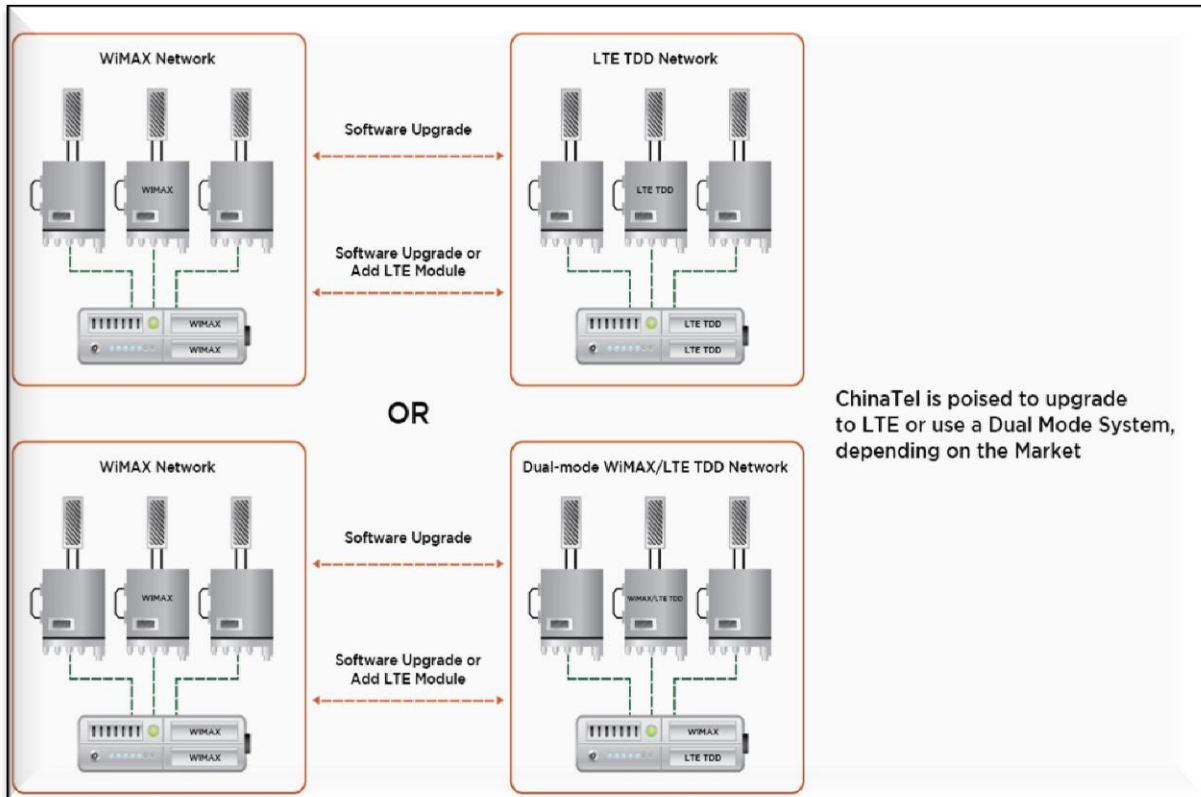 WiMAX Network
LTE TDD Network
Software Upgrade
WIMAX
LTE TDD
Software Upgrade or
Add LTE Module
WIMAX
WIMAX
LTE TDD
LTE TDD
OR
ChinaTel is poised to upgrade
to LTE or use a Dual Mode System,
depending on the Market
WiMAX Network
Dual-mode WiMAX/LTE TDD Network
Software Upgrade
WIMAX
WIMAX/LTE TDD
Software Upgrade or
Add LTE Module
WIMAX
WIMAX
WIMAX
LTE TDD